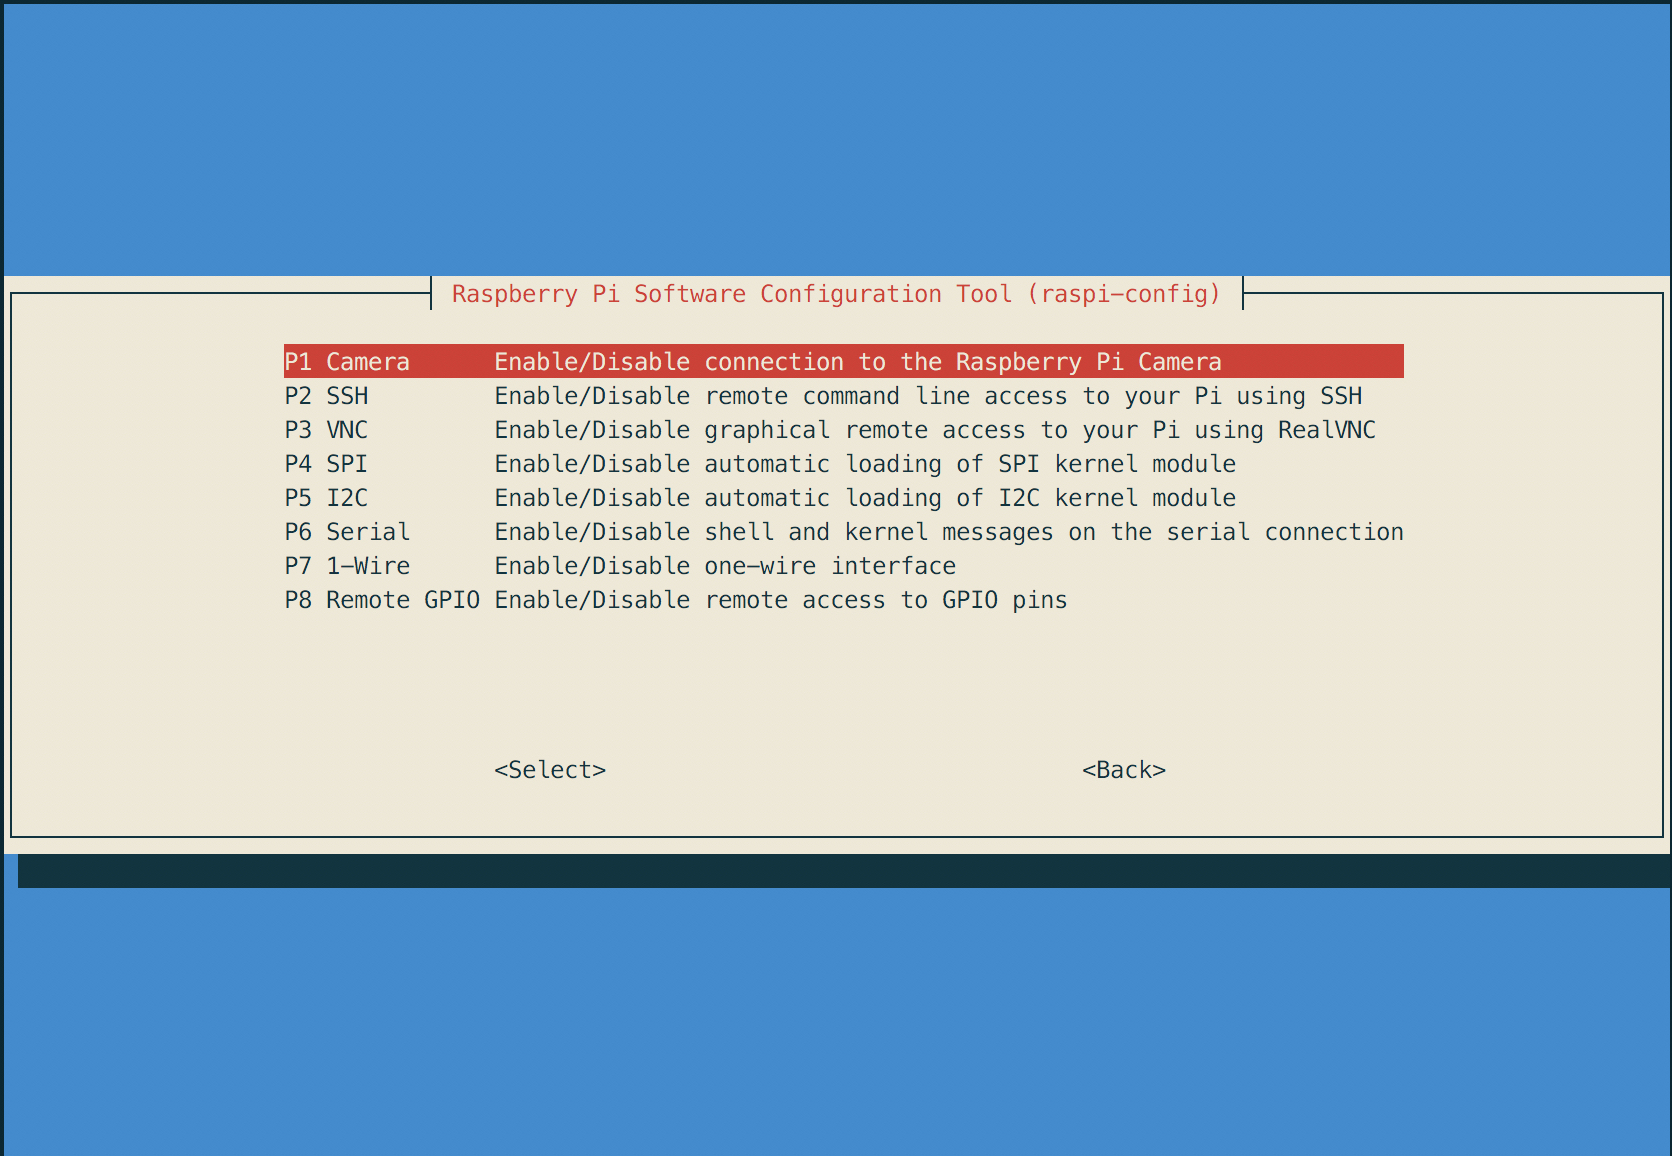 Raspberry Pi Software Configuration Tool (raspi-config)
P1 Camera      Enable/Disable connection to the Raspberry Pi Camera
P2 SSH         Enable/Disable remote command line access to your Pi using SSH
P3 VNC         Enable/Disable graphical remote access to your Pi using RealVNC
P4 SPI         Enable/Disable automatic loading of SPI kernel module
P5 I2C         Enable/Disable automatic loading of I2C kernel module
P6 Serial      Enable/Disable shell and kernel messages on the serial connection
P7 1-Wire      Enable/Disable one-wire interface
P8 Remote GPIO Enable/Disable remote access to GPIO pins
<Select> <Back>